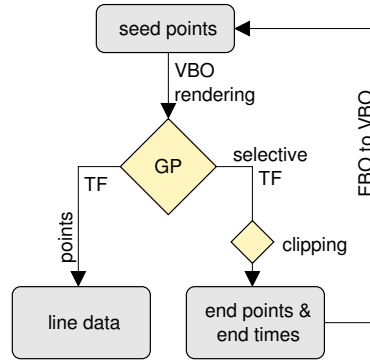 seed points
VBO
rendering
GP
TF
selective
TF
points
clipping
FBO to VBO
line data
end points &
end times